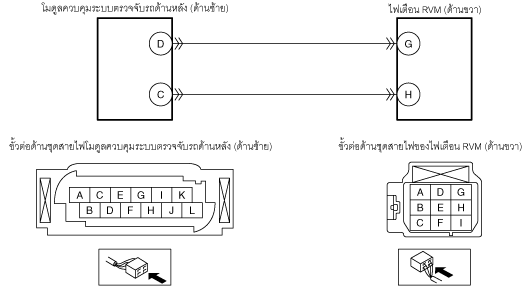 โมดูลควบคุมระบบตรวจจับรถด้านหลัง (ด้านซ้าย)
ไฟเตือน RVM (ด้านขวา)
D
G
C
H
ขั้วต่อด้านชุดสายไฟโมดูลควบคุมระบบตรวจจับรถด้านหลัง (ด้านซ้าย)
ขั้วต่อด้านชุดสายไฟของไฟเตือน RVM (ด้านขวา)
A C E G I K
B D F H J L
A D G
B E H
C F I